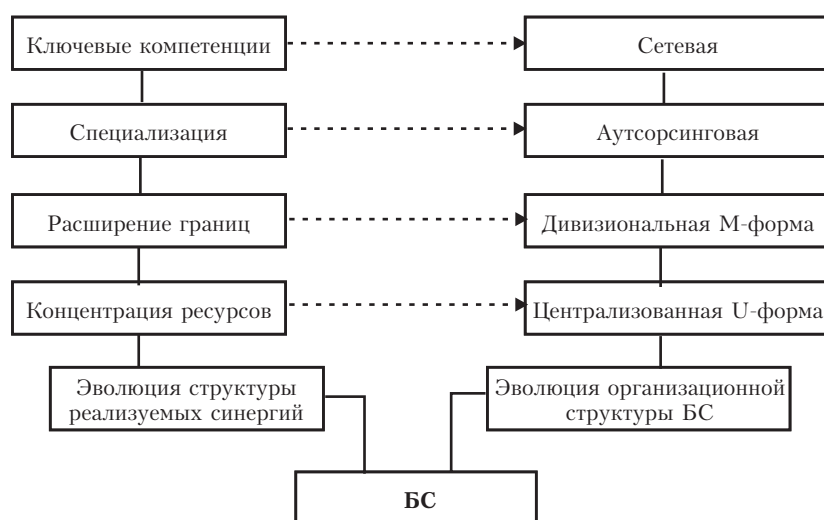 Ключевые компетенции
Сетевая
Специализация
Аутсорсинговая
Расширение границ
Дивизиональная М-форма
Концентрация ресурсов
Централизованная U-форма
Эволюция структуры
реализуемых синергий
Эволюция организационной
структуры БС
БС